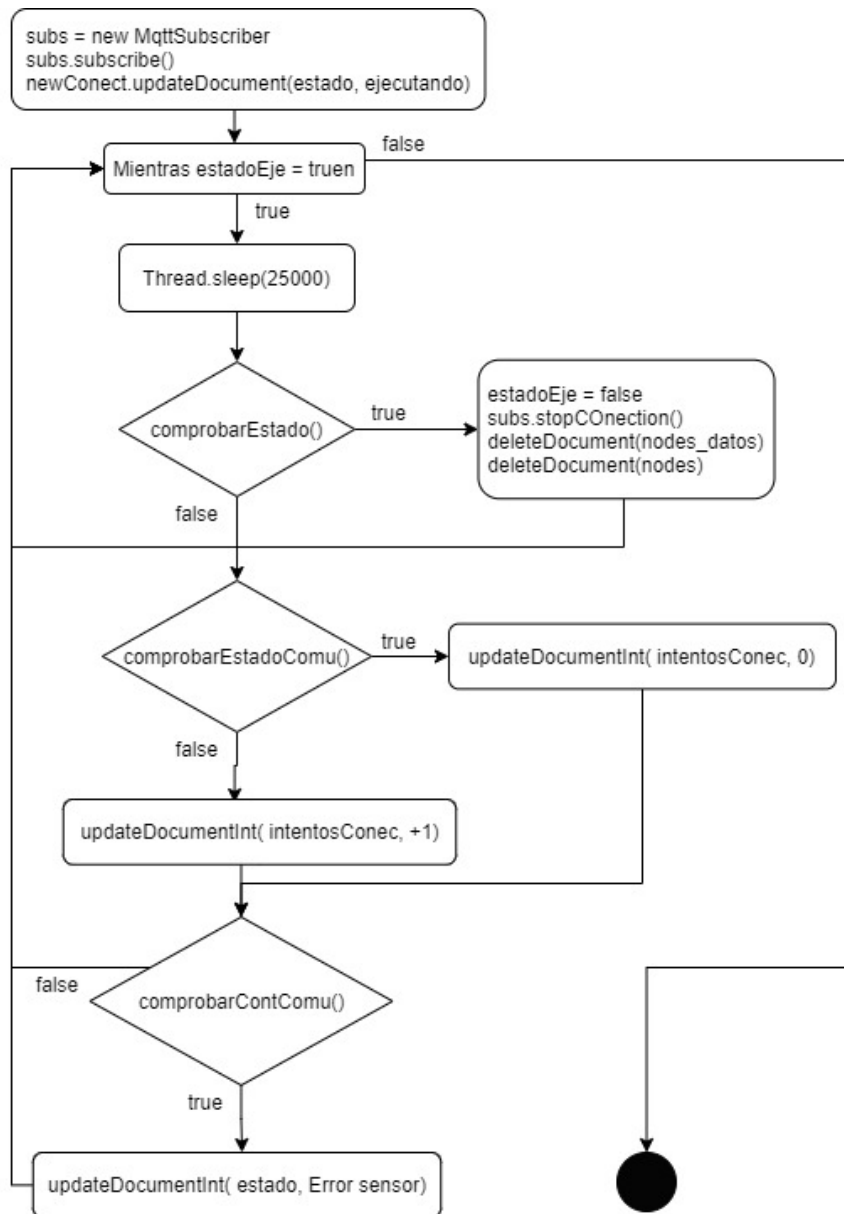 subs = new MqttSubscriber
subs.subscribe()
newConect.updateDocument(estado, ejecutando)
false
Mientras estadoEje = truen
true
Thread.sleep(25000)
comprobarEstado()
true
estadoEje = false
subs.stopCOnection()
deleteDocument(nodes_datos)
deleteDocument(nodes)
false
comprobarEstadoComu()
true
updateDocumentInt( intentosConec, 0)
false
updateDocumentInt( intentosConec, +1)
false
comprobarContComu()
true
updateDocumentInt( estado, Error sensor)